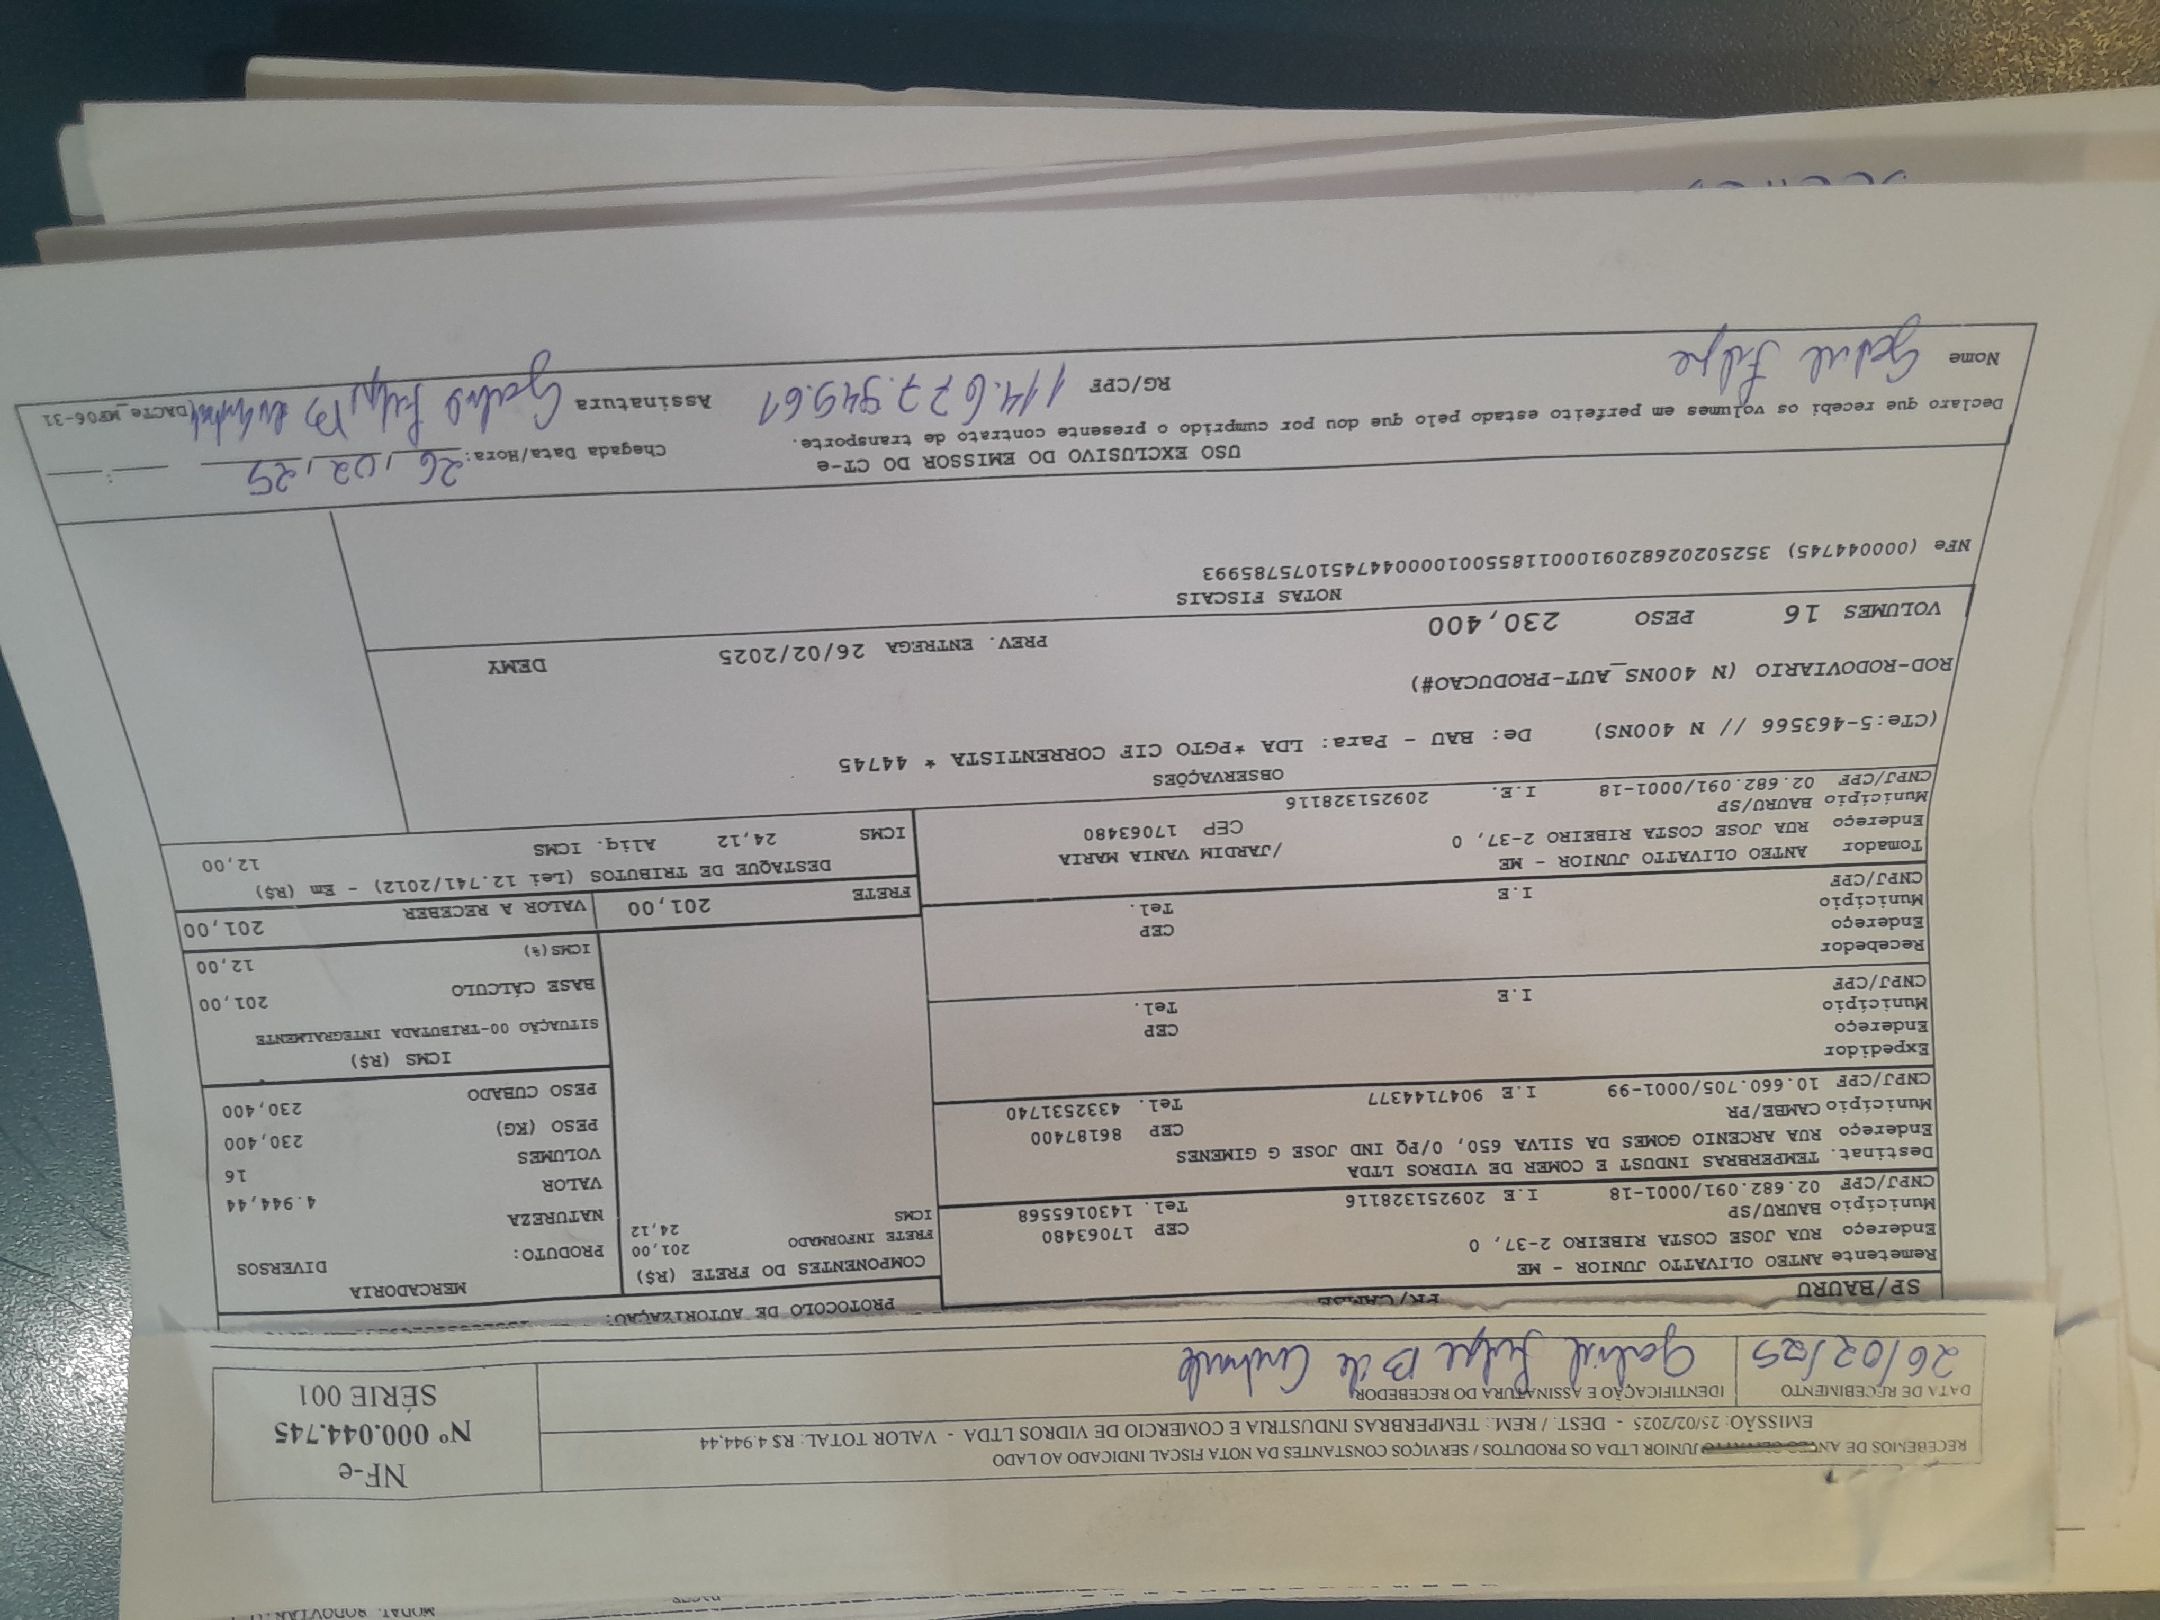 NF-e
Nº 000.044.745
SÉRIE 001
JUNIOR LTDA OS PRODUTOS / SERVIÇOS CONSTANTES DA NOTA FISCAL INDICADO AO LADO
RECEBEMOS DE
EMISSÃO: 25/02/2025 - DEST. / REM.: TEMPERBRAS INDUSTRIA E COMERCIO DE VIDROS LTDA - VALOR TOTAL: R$ 4.944,44
DATA DE RECEBIMENTO
26/02/25
IDENTIFICAÇÃO E ASSINATURA DO RECEBEDOR
Gabriel Felipe B de Andrade
PROTOCOLO DE AUTORIZAÇÃO:
SP/BAURU
Remetente ANTEO OLIVATTO JUNIOR - ME
Endereço RUA JOSE COSTA RIBEIRO 2-37, 0
Município BAURU/SP CEP 17063480
CNPJ/CPF 02.682.091/0001-18 I.E 209251328116 Tel. 1430165568
Destinat. TEMPERBRAS INDUST E COMER DE VIDROS LTDA
Endereço RUA ARCENIO GOMES DA SILVA 650, 0/PQ IND JOSE G GIMENES
Município CAMBE/PR CEP 86187400
CNPJ/CPF 10.660.705/0001-99 I.E 9047144377 Tel. 4332531740
Expedidor
Endereço
Município CEP
CNPJ/CPF I.E Tel.
Recebedor
Endereço
Município CEP
CNPJ/CPF I.E Tel.
Tomador ANTEO OLIVATTO JUNIOR - ME
Endereço RUA JOSE COSTA RIBEIRO 2-37, 0 /JARDIM VANIA MARIA
Município BAURU/SP CEP 17063480
CNPJ/CPF 02.682.091/0001-18 I.E. 209251328116
COMPONENTES DO FRETE (R$)
FRETE INFORMADO 201,00
ICMS 24,12
MERCADORIA
PRODUTO: DIVERSOS
NATUREZA
VALOR 4.944,44
VOLUMES 16
PESO (KG) 230,400
PESO CUBADO 230,400
ICMS (R$)
SITUAÇÃO 00-TRIBUTADA INTEGRALMENTE
BASE CÁLCULO 201,00
ICMS(%) 12,00
FRETE 201,00 VALOR A RECEBER 201,00
DESTAQUE DE TRIBUTOS (Lei 12.741/2012) - Em (R$)
ICMS 24,12 Aliq. ICMS 12,00
OBSERVAÇÕES
(CTe:5-463566 // N 400NS) De: BAU - Para: LDA *PGTO CIF CORRENTISTA * 44745
ROD-RODOVIARIO (N 400NS_AUT-PRODUCAO#)
VOLUMES 16 PESO 230,400 PREV. ENTREGA 26/02/2025 DEMY
NOTAS FISCAIS
NFe (000044745) 35250202682091000118550010000447451075785993
USO EXCLUSIVO DO EMISSOR DO CT-e
Chegada Data/Hora: 26/02/25
Declaro que recebi os volumes em perfeito estado pelo que dou por cumprido o presente contrato de transporte.
Nome Gabriel Felipe RG/CPF 114.677.949.61 Assinatura Gabriel Felipe B de Andrade DACTe_MF06-31